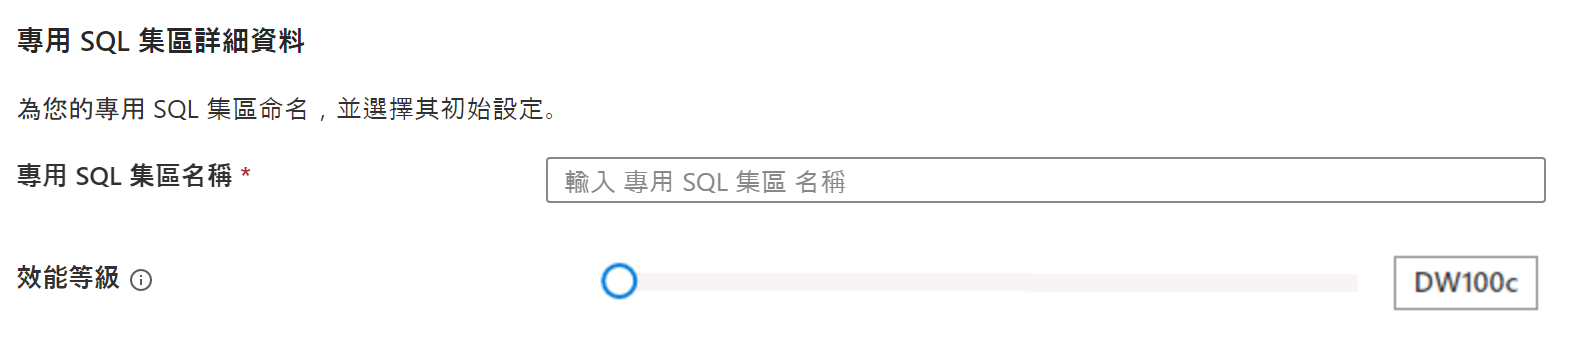 專用 SQL 集區詳細資料
為您的專用 SQL 集區命名，並選擇其初始設定。
專用 SQL 集區名稱 *
輸入 專用 SQL 集區 名稱
效能等級
DW100c